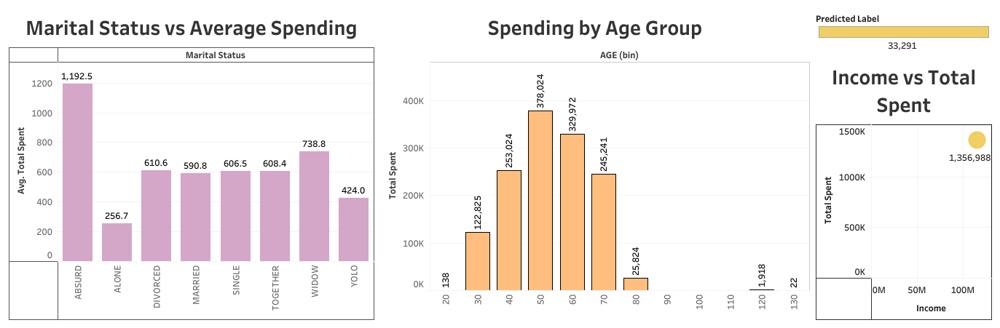 Marital Status vs Average Spending
Marital Status
Avg. Total Spent
1200
1000
800
600
400
200
0
1,192.5
256.7
610.6
590.8
606.5
608.4
738.8
424.0
ABSURD
ALONE
DIVORCED
MARRIED
SINGLE
TOGETHER
WIDOW
YOLO
Spending by Age Group
AGE (bin)
Total Spent
400K
300K
200K
100K
0K
138
122,825
253,024
378,024
329,972
245,241
25,824
1,918
22
20
30
40
50
60
70
80
90
100
110
120
130
Predicted Label
33,291
Income vs Total
Spent
Total Spent
1500K
1000K
500K
0K
1,356,988
0M
50M
100M
Income